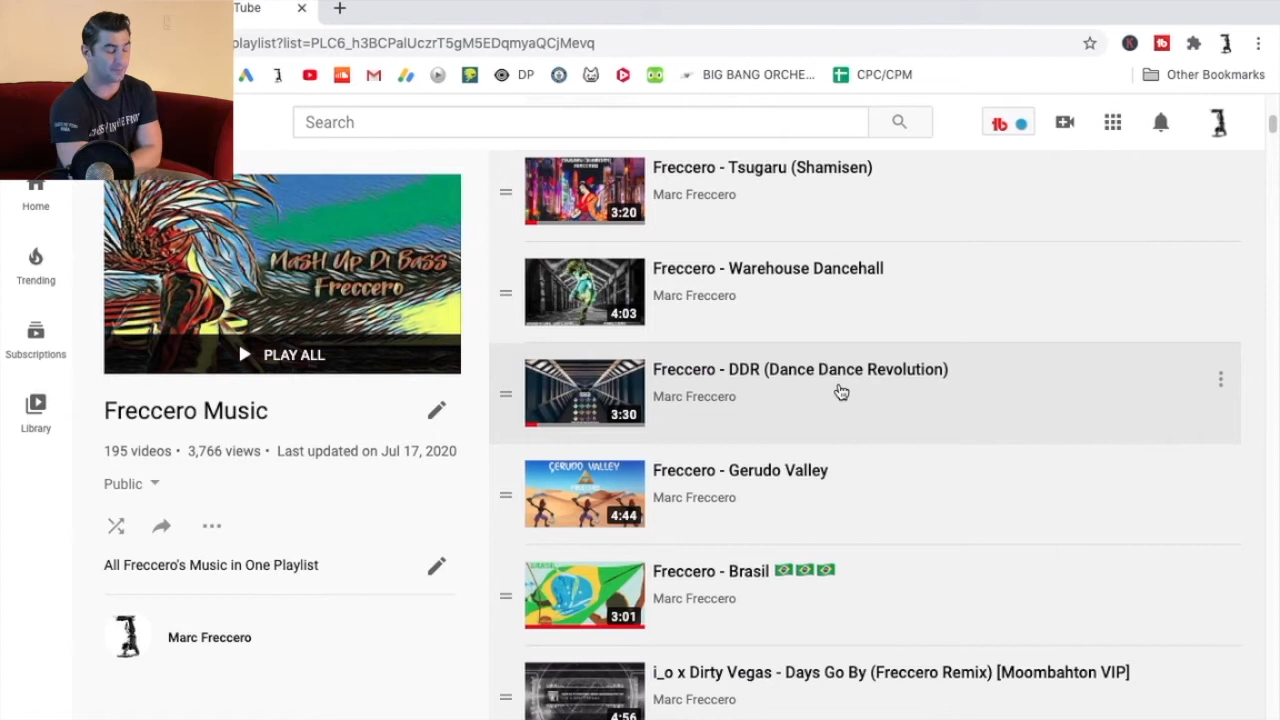 Tube
playlist?list=PLC6_h3BCPalUczrT5gM5EDqmyaQCjMevq
DP
BIG BANG ORCHE...
CPC/CPM
Other Bookmarks
Search
Home
Trending
Subscriptions
Library
MasH Up Di Bass
Freccero
PLAY ALL
Freccero Music
195 videos • 3,766 views • Last updated on Jul 17, 2020
Public
All Freccero's Music in One Playlist
Marc Freccero
3:20
Freccero - Tsugaru (Shamisen)
Marc Freccero
4:03
Freccero - Warehouse Dancehall
Marc Freccero
3:30
Freccero - DDR (Dance Dance Revolution)
Marc Freccero
GERUDO VALLEY
4:44
Freccero - Gerudo Valley
Marc Freccero
3:01
Freccero - Brasil 🇧🇷🇧🇷🇧🇷
Marc Freccero
4:56
i_o x Dirty Vegas - Days Go By (Freccero Remix) [Moombahton VIP]
Marc Freccero